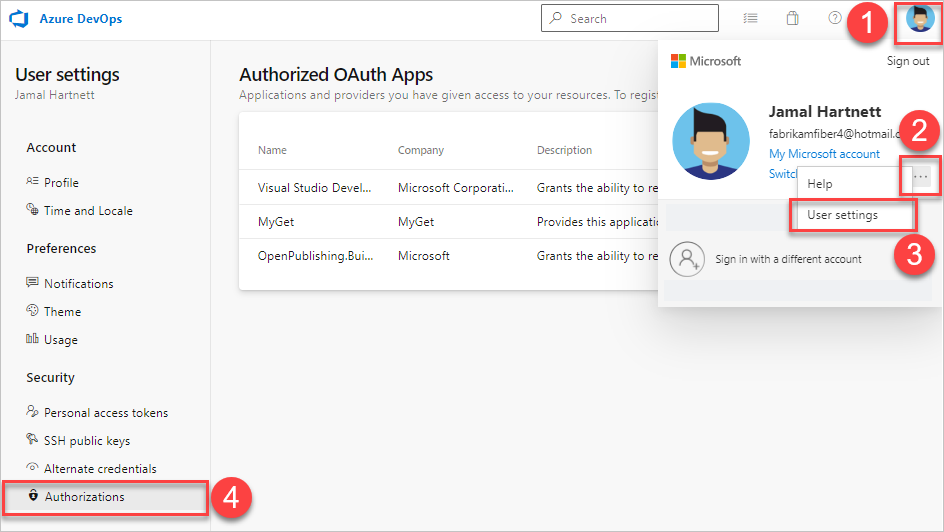 Azure DevOps
Search
1
User settings
Jamal Hartnett
Account
Profile
Time and Locale
Preferences
Notifications
Theme
Usage
Security
Personal access tokens
SSH public keys
Alternate credentials
Authorizations
4
Authorized OAuth Apps
Applications and providers you have given access to your resources. To regist
Name Company Description
Visual Studio Devel... Microsoft Corporati... Grants the ability to re
MyGet MyGet Provides this applicatio
OpenPublishing.Bui... Microsoft Grants the ability to re
Microsoft
Sign out
Jamal Hartnett
fabrikamfiber4@hotmail.c
2
My Microsoft account
Switch
...
Help
User settings
3
Sign in with a different account